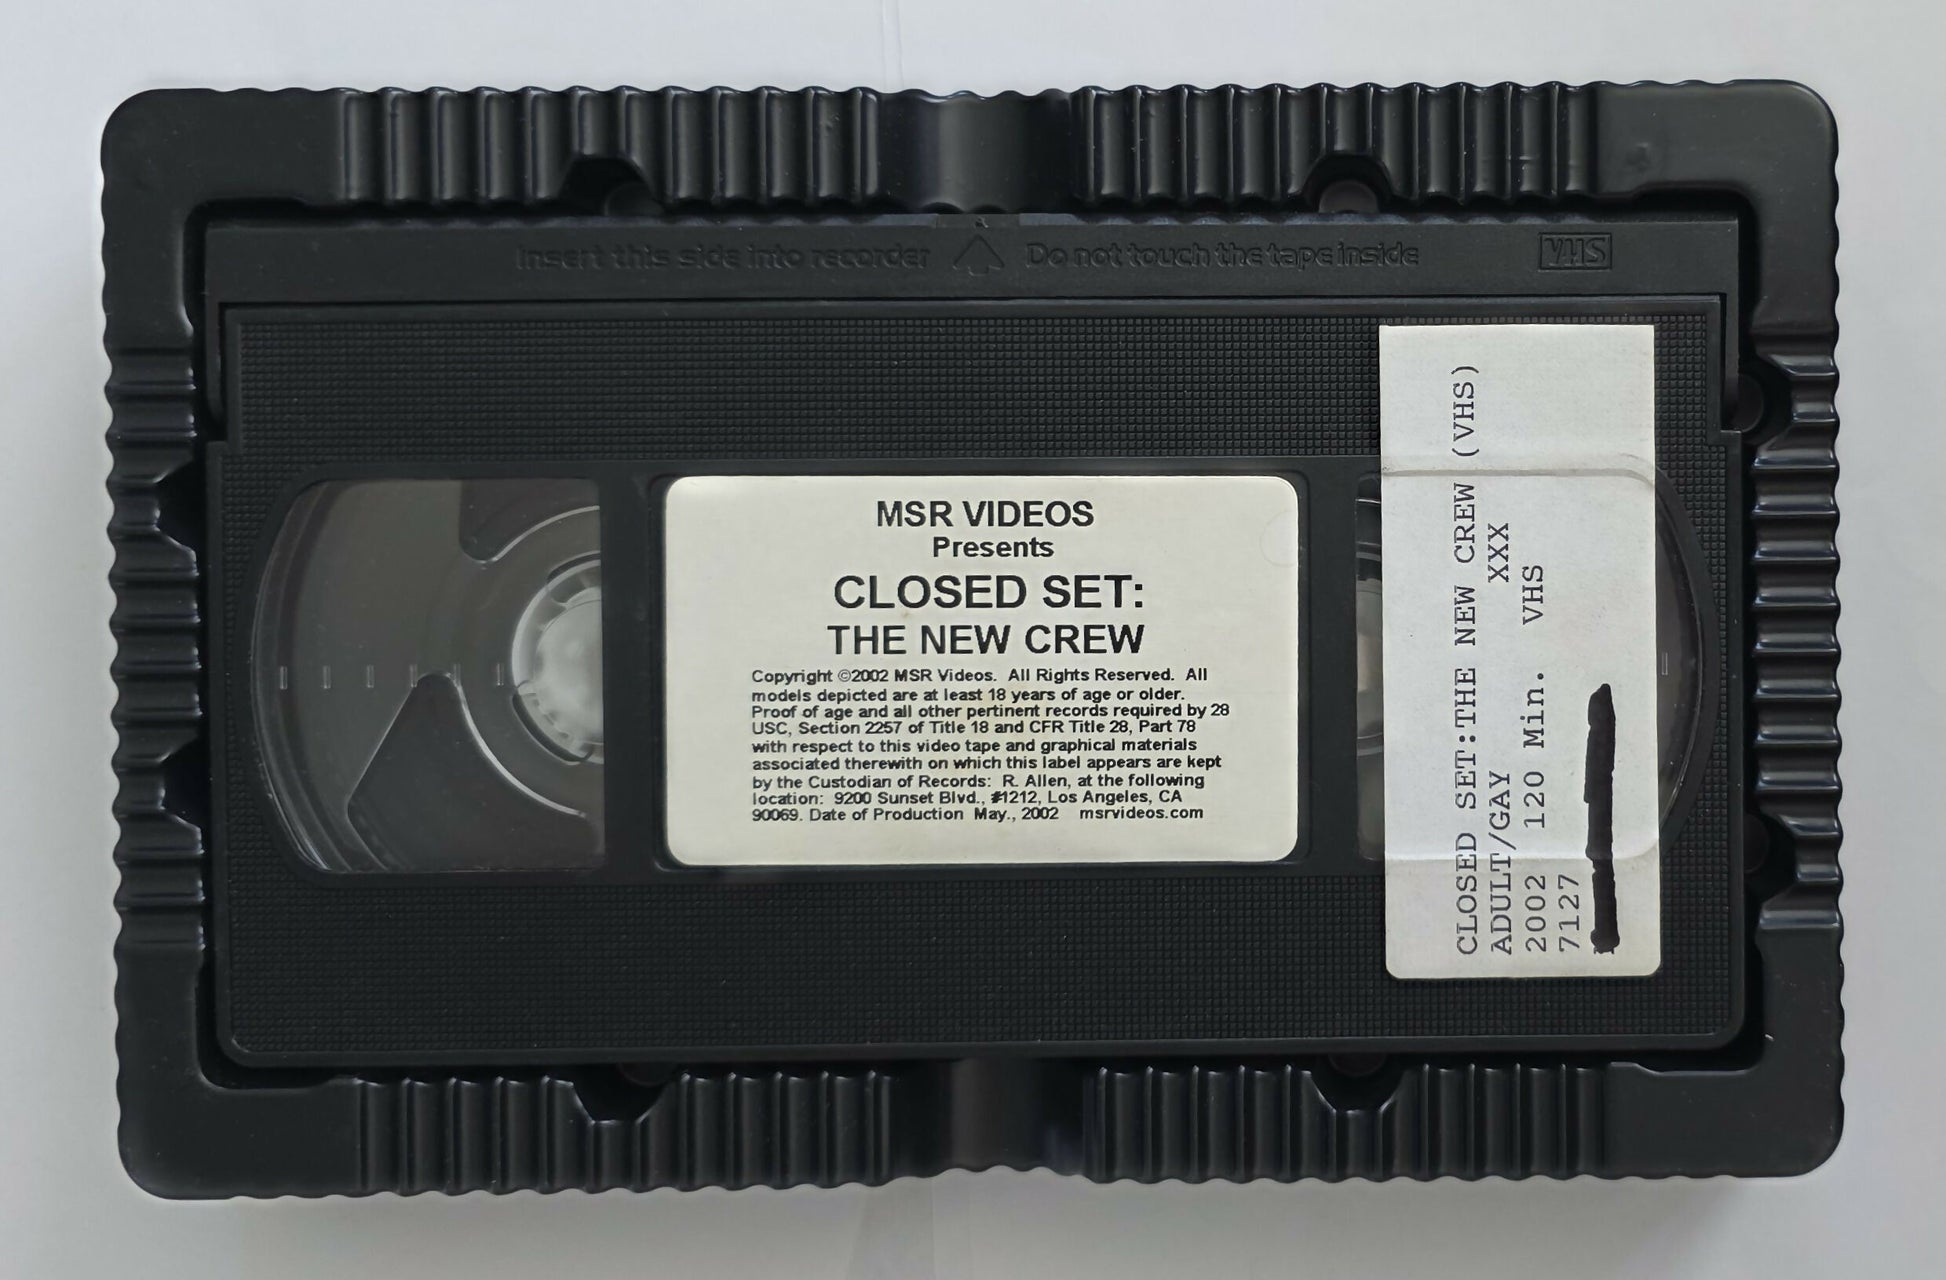 Insert this side into recorder
Do not touch the tape inside
VHS
MSR VIDEOS
Presents
CLOSED SET:
THE NEW CREW
Copyright ©2002 MSR Videos. All Rights Reserved. All
models depicted are at least 18 years of age or older.
Proof of age and all other pertinent records required by 28
USC, Section 2257 of Title 18 and CFR Title 28, Part 78
with respect to this video tape and graphical materials
associated therewith on which this label appears are kept
by the Custodian of Records: R. Allen, at the following
location: 9200 Sunset Blvd., #1212, Los Angeles, CA
90069. Date of Production May., 2002 msrvideos.com
CLOSED SET:THE NEW CREW (VHS)
ADULT/GAY XXX
2002 120 Min. VHS
7127